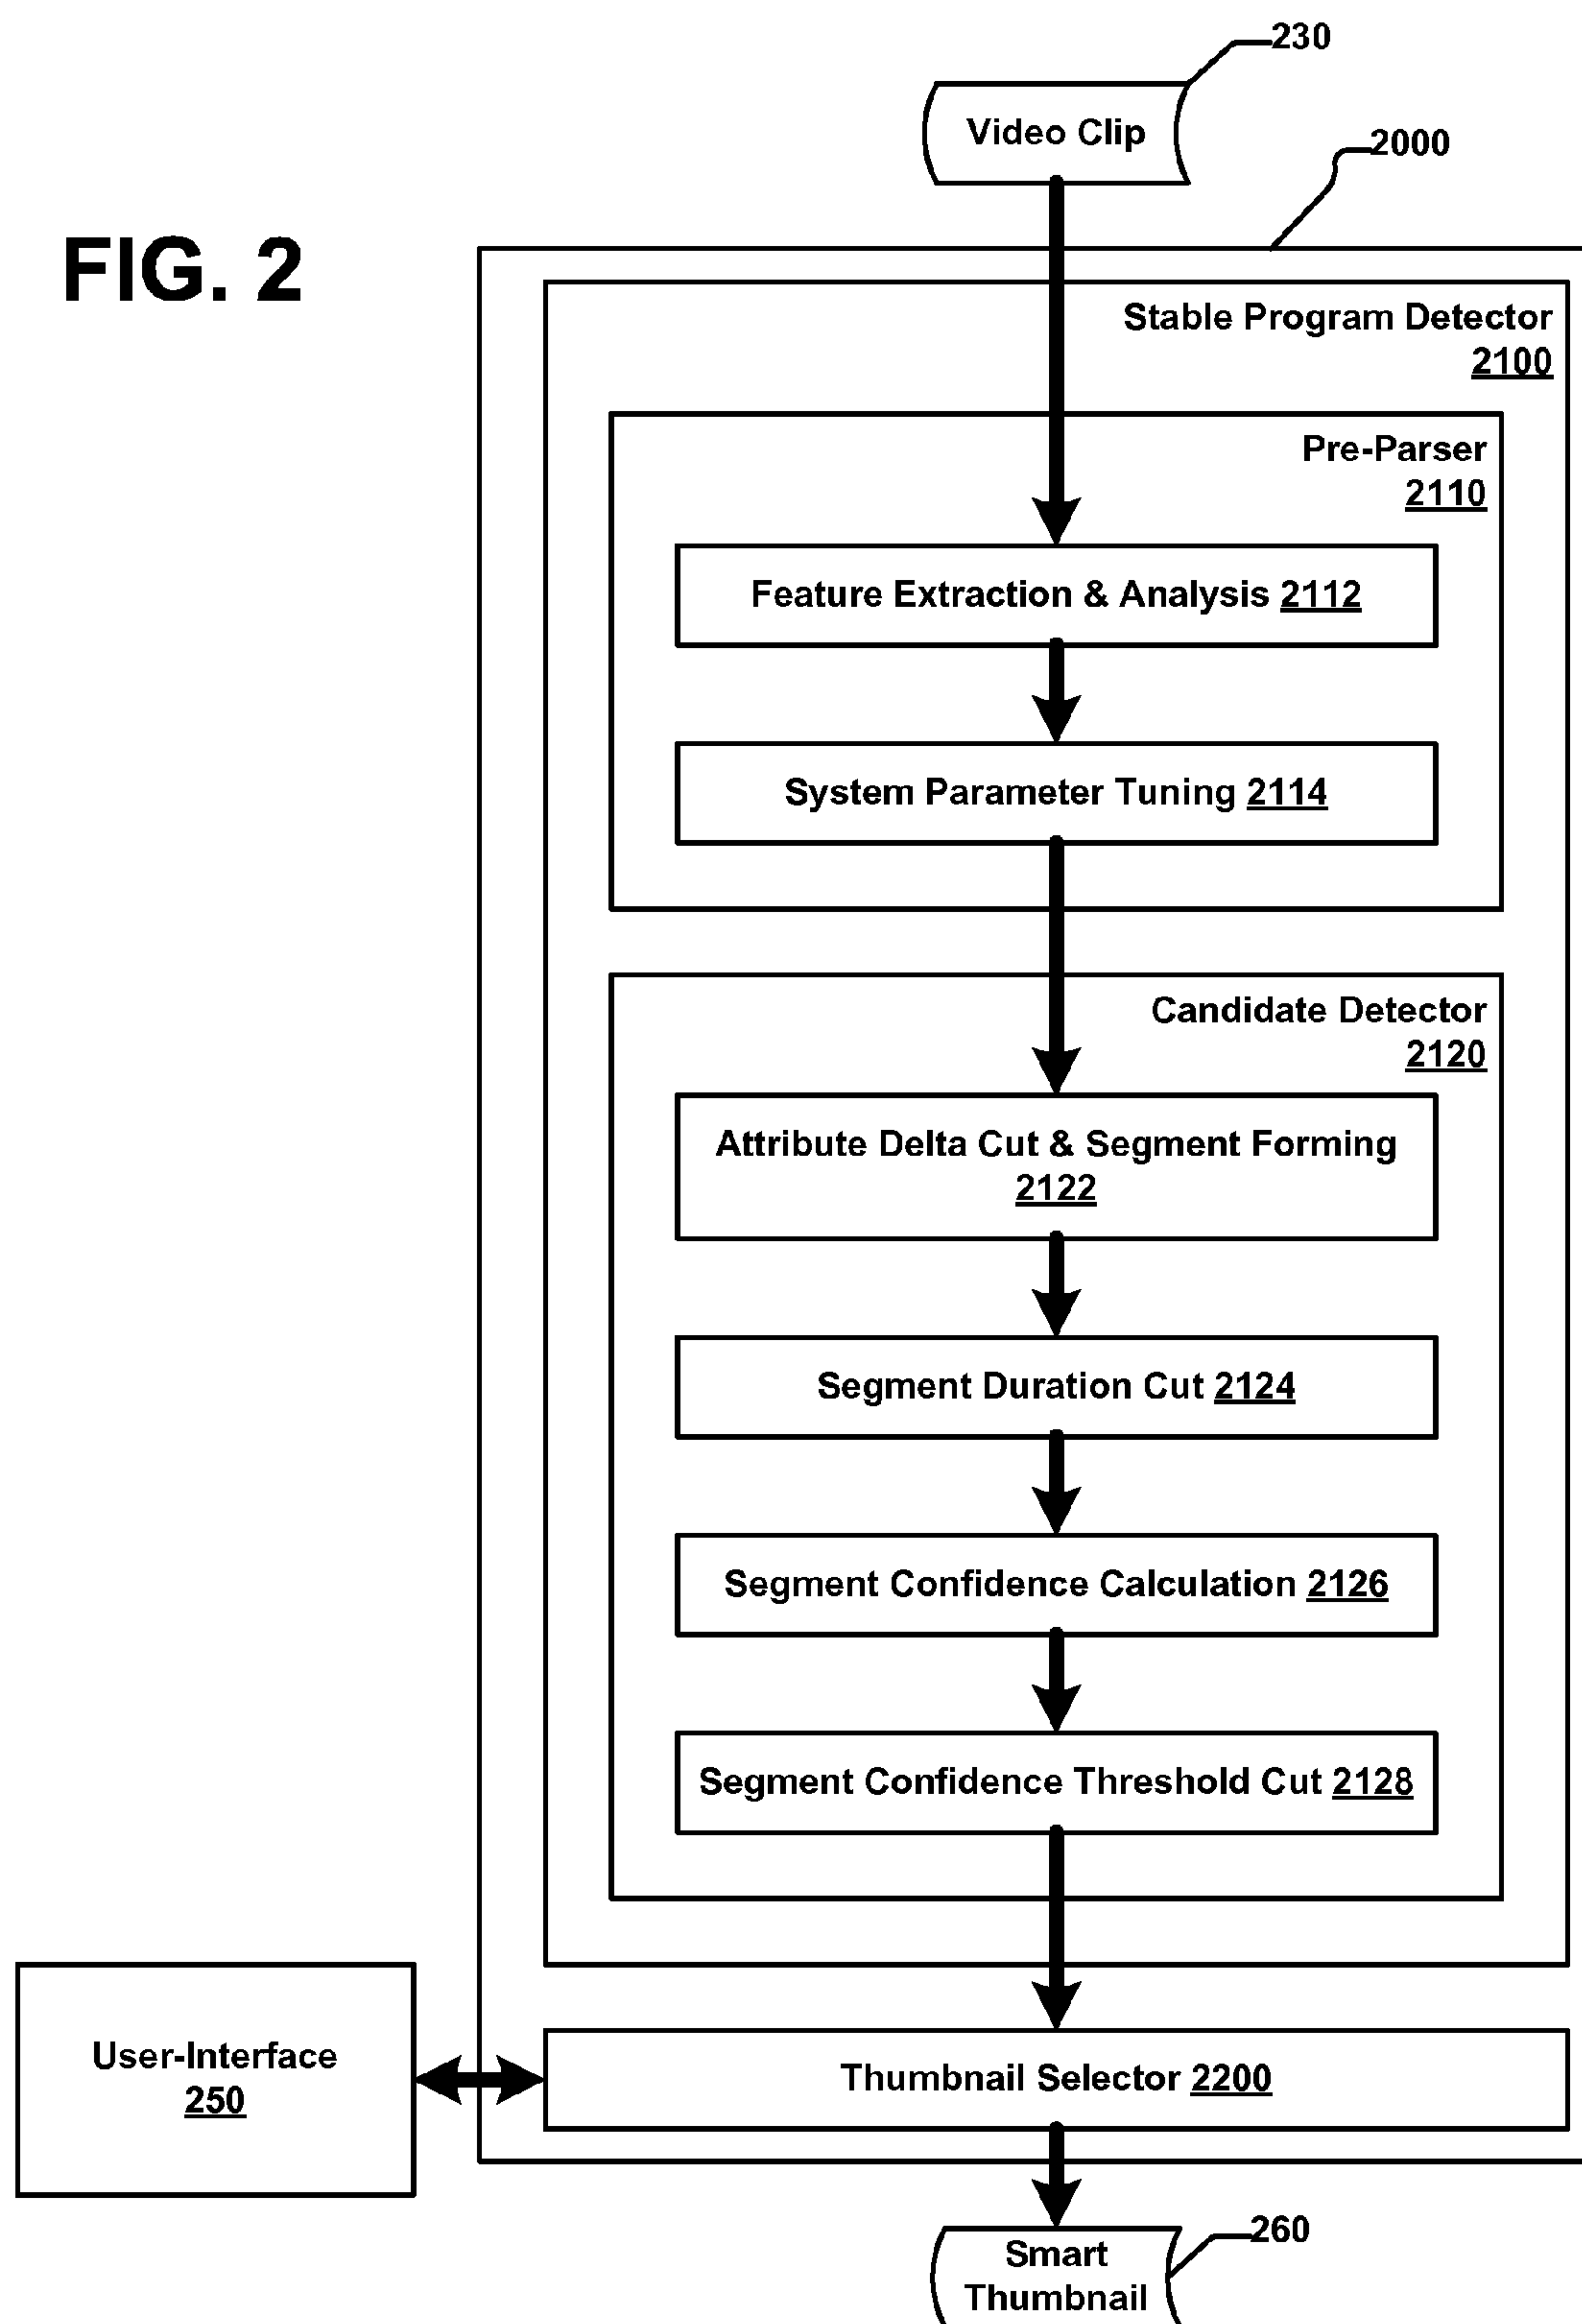 230
Video Clip
2000
FIG. 2
Stable Program Detector
2100
Pre-Parser
2110
Feature Extraction & Analysis 2112
System Parameter Tuning 2114
Candidate Detector
2120
Attribute Delta Cut & Segment Forming
2122
Segment Duration Cut 2124
Segment Confidence Calculation 2126
Segment Confidence Threshold Cut 2128
User-Interface
250
Thumbnail Selector 2200
260
Smart
Thumbnail